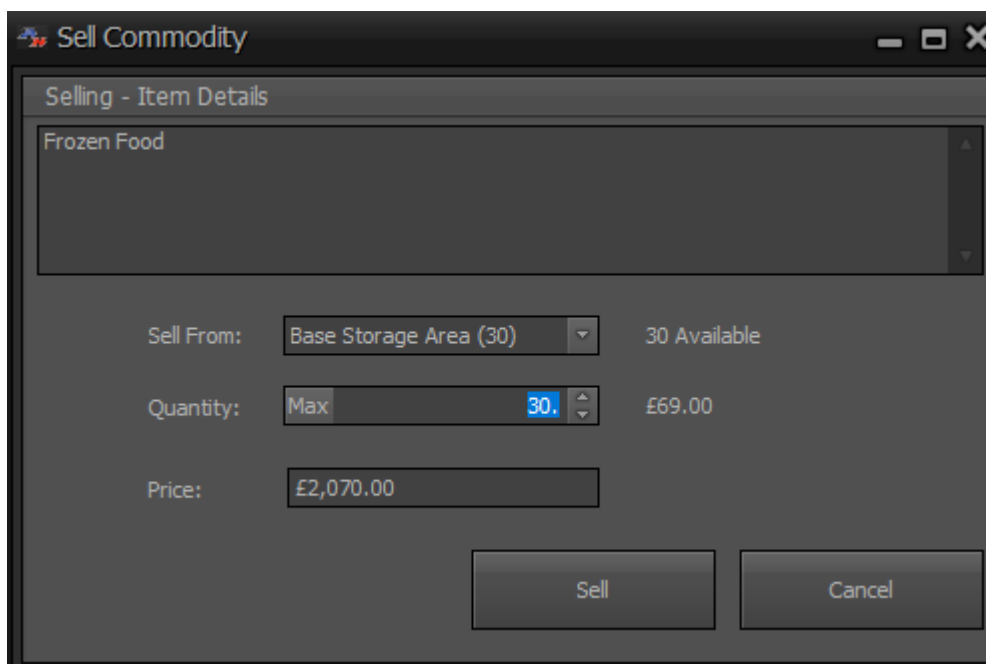 Sell Commodity
Selling - Item Details
Frozen Food
Sell From: Base Storage Area (30) 30 Available
Quantity: Max 30. £69.00
Price: £2,070.00
Sell Cancel